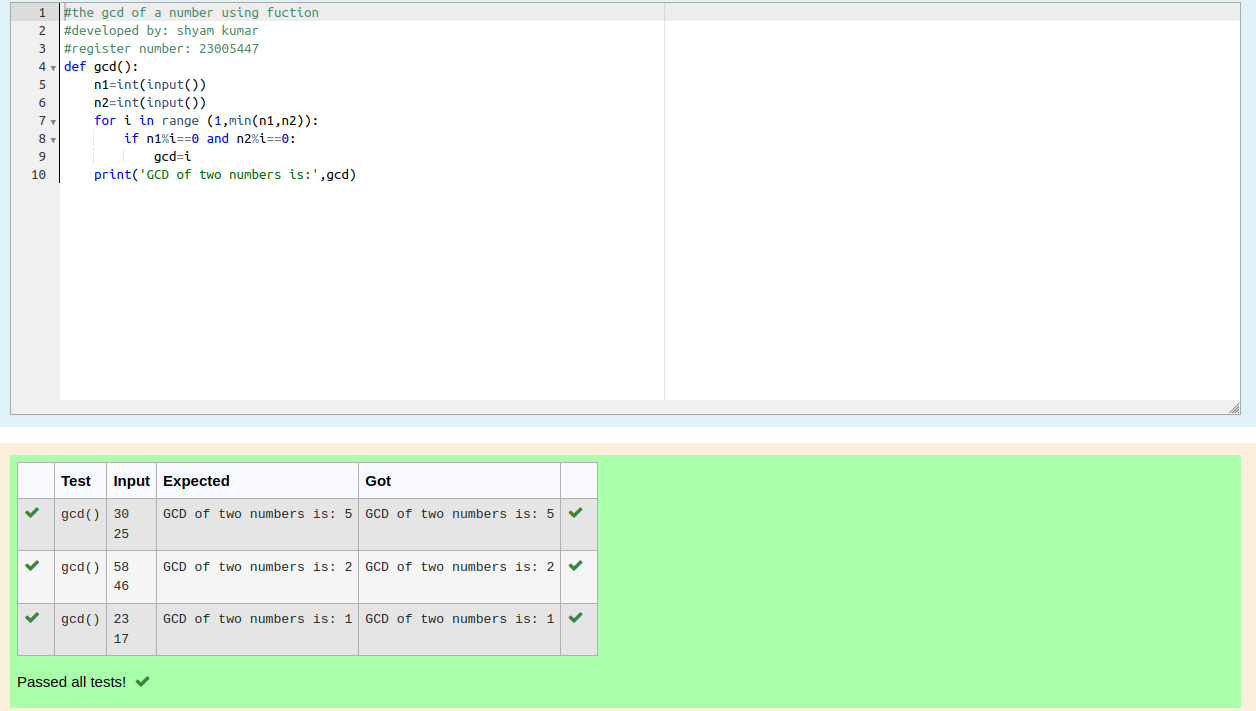 1 #the gcd of a number using fuction
2 #developed by: shyam kumar
3 #register number: 23005447
4 def gcd():
5     n1=int(input())
6     n2=int(input())
7     for i in range (1,min(n1,n2)):
8         if n1%i==0 and n2%i==0:
9             gcd=i
10     print('GCD of two numbers is:',gcd)
Test Input Expected Got
gcd() 30 GCD of two numbers is: 5 GCD of two numbers is: 5
25
gcd() 58 GCD of two numbers is: 2 GCD of two numbers is: 2
46
gcd() 23 GCD of two numbers is: 1 GCD of two numbers is: 1
17
Passed all tests!